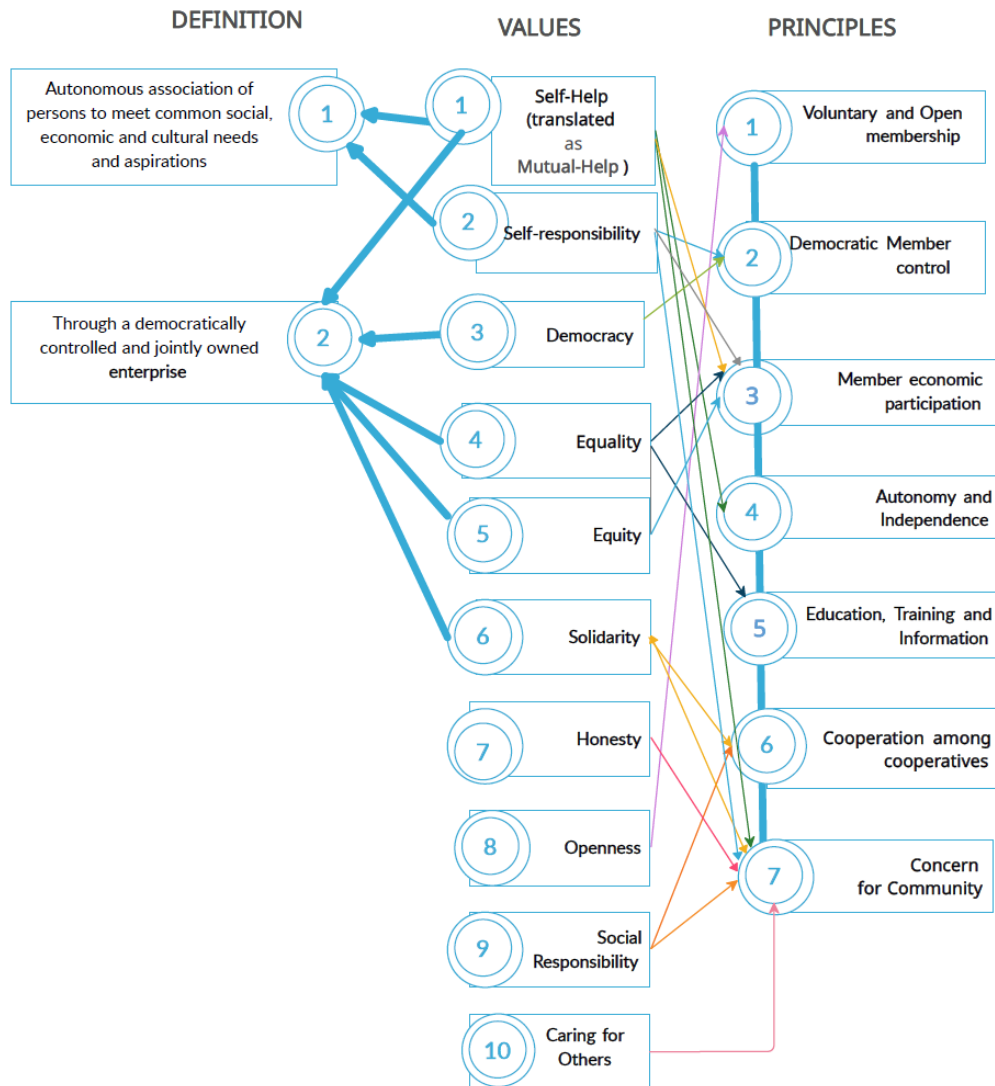 DEFINITION
VALUES
PRINCIPLES
Autonomous association of
persons to meet common social,
economic and cultural needs
and aspirations
1
Through a democratically
controlled and jointly owned
enterprise
2
1
Self-Help
(translated
as
Mutual-Help )
2
Self-responsibility
3
Democracy
4
Equality
5
Equity
6
Solidarity
7
Honesty
8
Openness
9
Social
Responsibility
10
Caring for
Others
1
Voluntary and Open
membership
2
Democratic Member
control
3
Member economic
participation
4
Autonomy and
Independence
5
Education, Training and
Information
6
Cooperation among
cooperatives
7
Concern
for Community